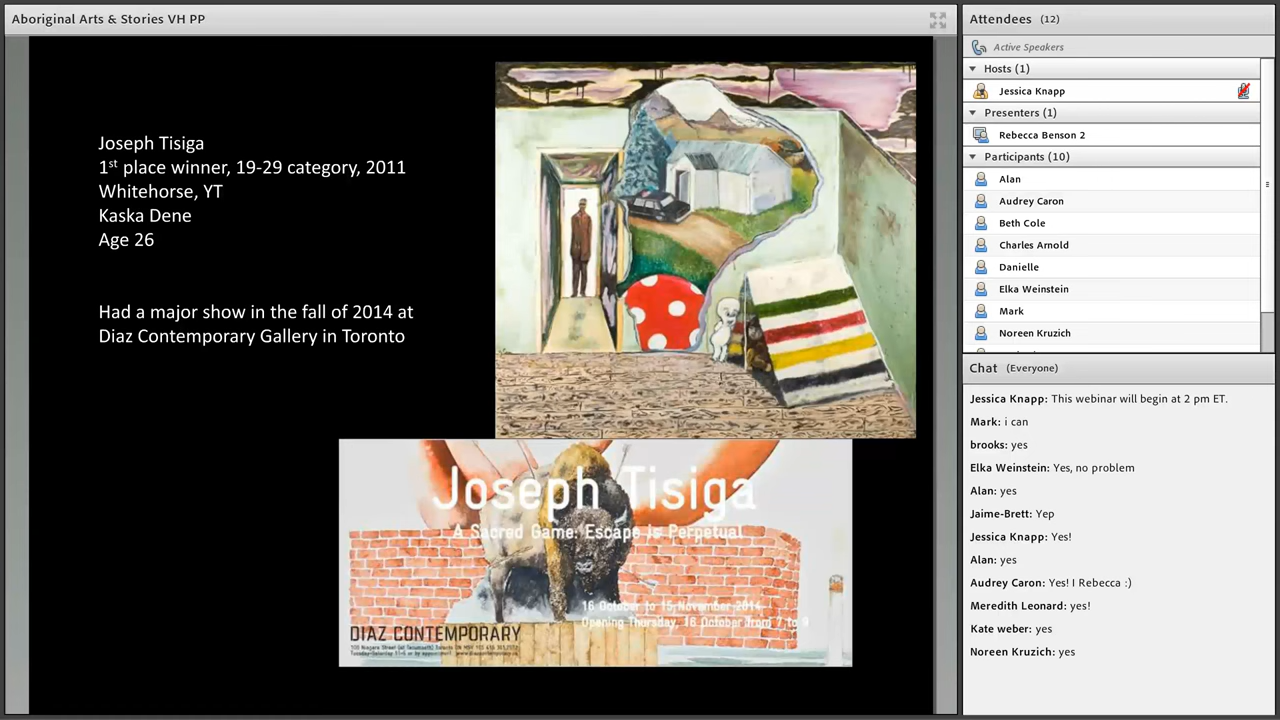 Aboriginal Arts & Stories VH PP
Joseph Tisiga
1st place winner, 19-29 category, 2011
Whitehorse, YT
Kaska Dene
Age 26
Had a major show in the fall of 2014 at
Diaz Contemporary Gallery in Toronto
Joseph Tisiga
A Sacred Game: Escape is Perpetual
16 October to 15 November 2014
Opening Thursday, 16 October from 7 to 9
DIAZ CONTEMPORARY
Attendees (12)
Active Speakers
Hosts (1)
Jessica Knapp
Presenters (1)
Rebecca Benson 2
Participants (10)
Alan
Audrey Caron
Beth Cole
Charles Arnold
Danielle
Elka Weinstein
Mark
Noreen Kruzich
Chat (Everyone)
Jessica Knapp: This webinar will begin at 2 pm ET.
Mark: i can
brooks: yes
Elka Weinstein: Yes, no problem
Alan: yes
Jaime-Brett: Yep
Jessica Knapp: Yes!
Alan: yes
Audrey Caron: Yes! I Rebecca :)
Meredith Leonard: yes!
Kate weber: yes
Noreen Kruzich: yes